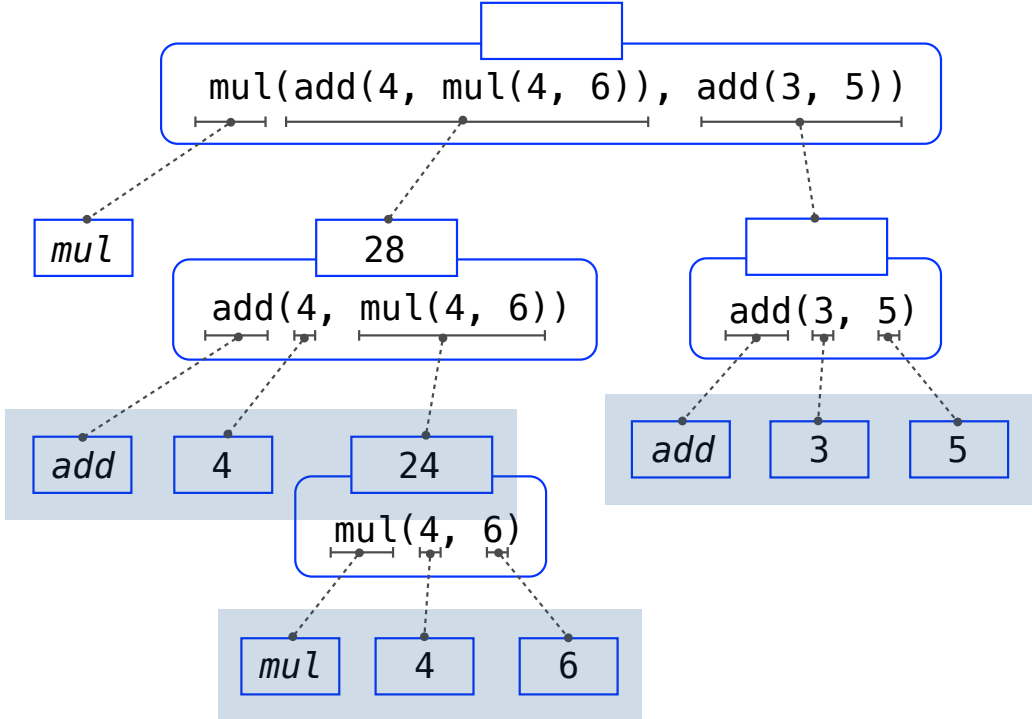 mul(add(4, mul(4, 6)), add(3, 5))
mul
28
add(4, mul(4, 6))
add(3, 5)
add
4
24
add
3
5
mul(4, 6)
mul
4
6